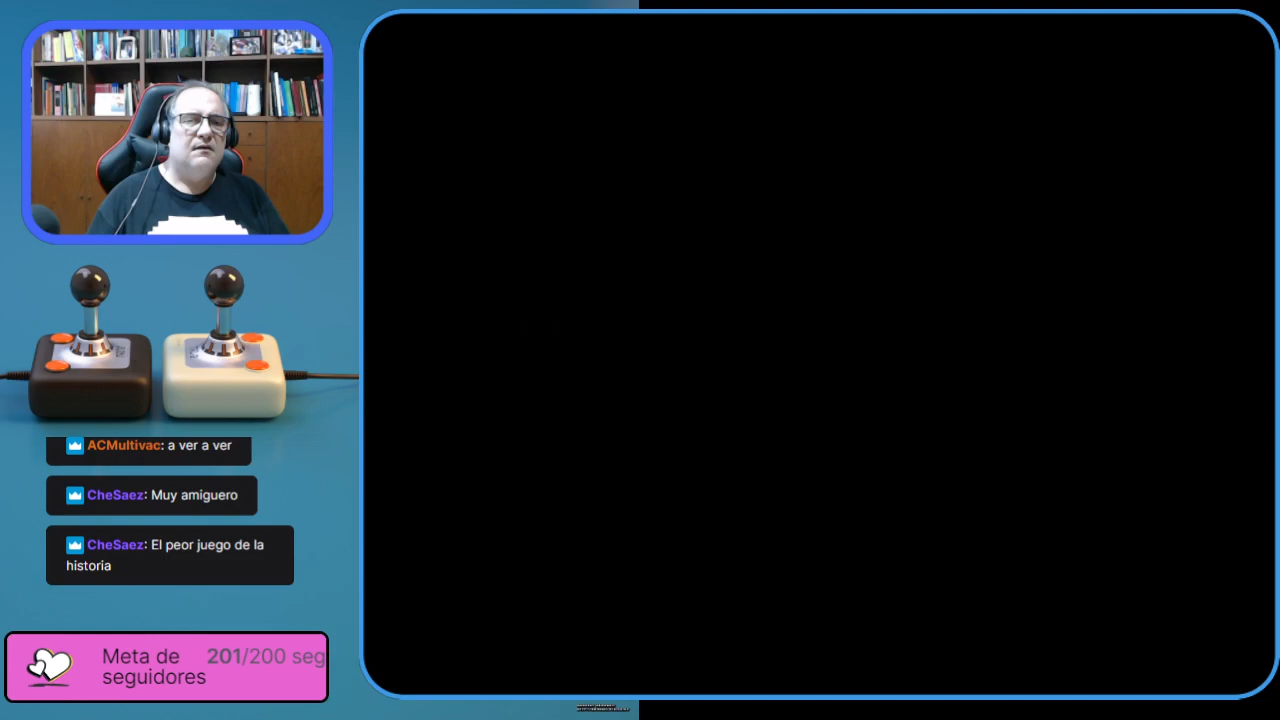 ACMultivac: a ver a ver
CheSaez: Muy amiguero
CheSaez: El peor juego de la
historia
Meta de
seguidores
201/200 seg